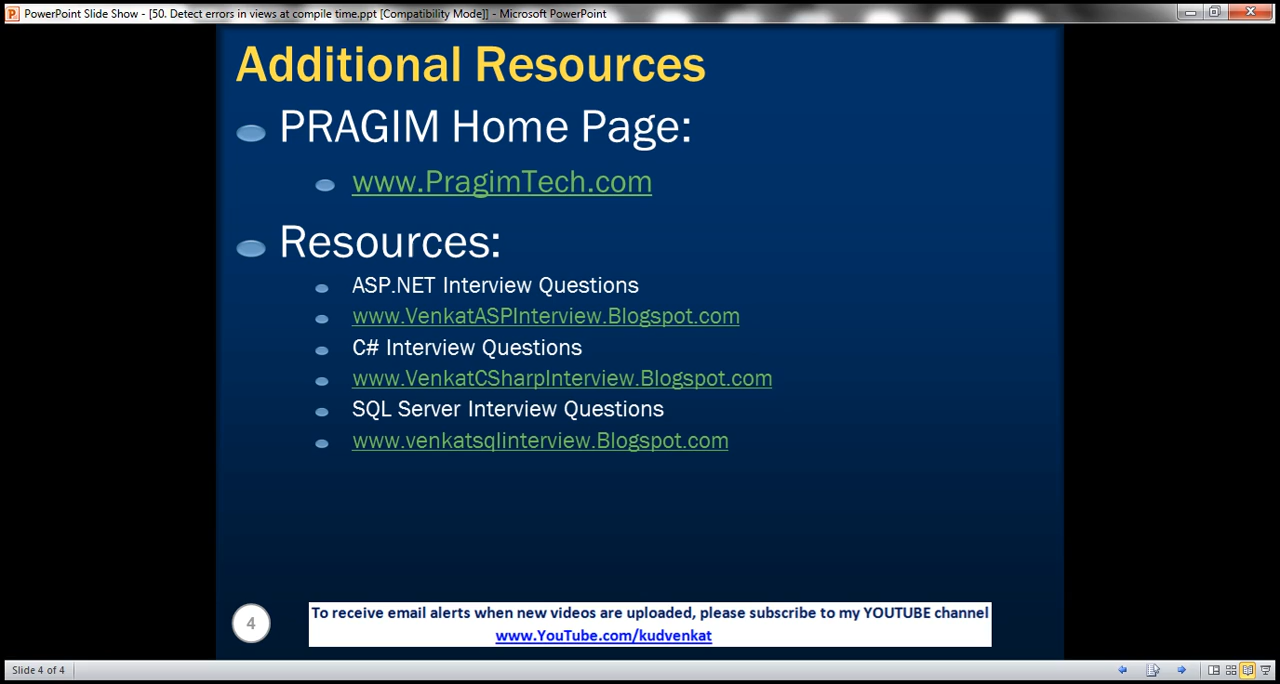 PowerPoint Slide Show - [50. Detect errors in views at compile time.ppt [Compatibility Mode]] - Microsoft PowerPoint
Additional Resources
PRAGIM Home Page:
www.PragimTech.com
Resources:
ASP.NET Interview Questions
www.VenkatASPInterview.Blogspot.com
C# Interview Questions
www.VenkatCSharpInterview.Blogspot.com
SQL Server Interview Questions
www.venkatsqlinterview.Blogspot.com
4
To receive email alerts when new videos are uploaded, please subscribe to my YOUTUBE channel
www.YouTube.com/kudvenkat
Slide 4 of 4